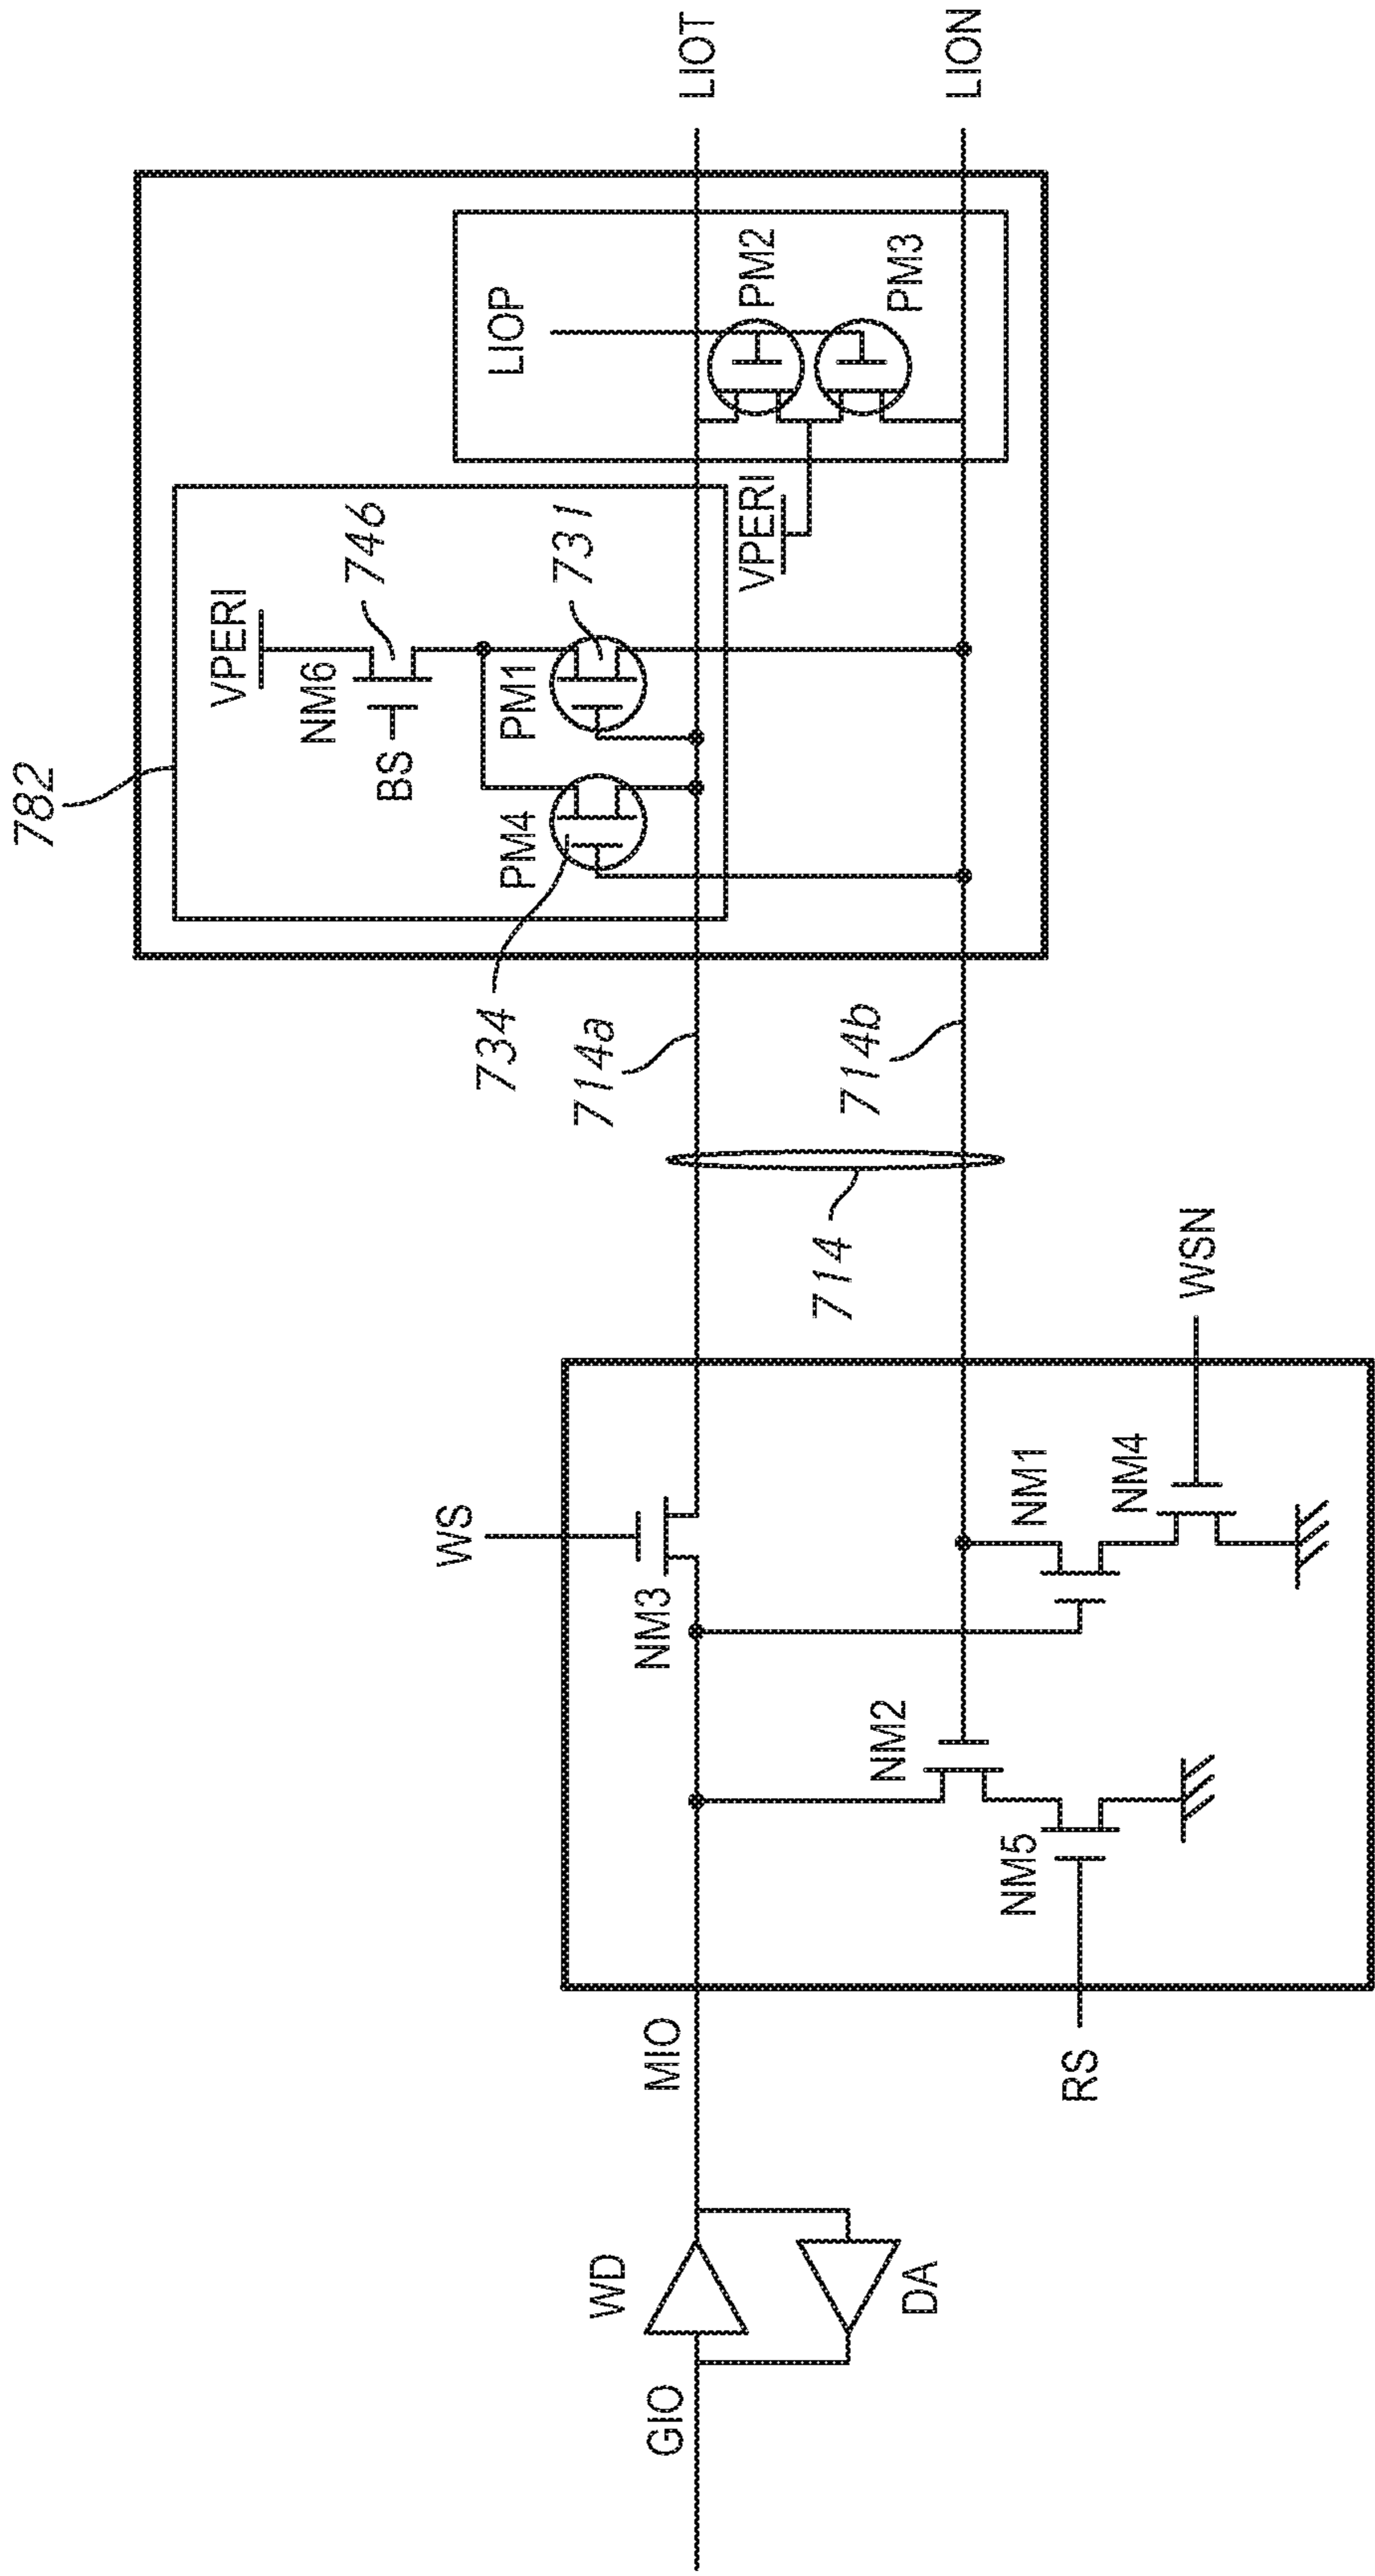 782
VPERI
NM6
746
BS
PM4
PM1
731
734
LIOP
PM2
PM3
VPERI
LIOT
LION
714a
714b
714
WS
NM3
WSN
NM1
NM4
NM2
NM5
RS
MIO
WD
DA
GIO